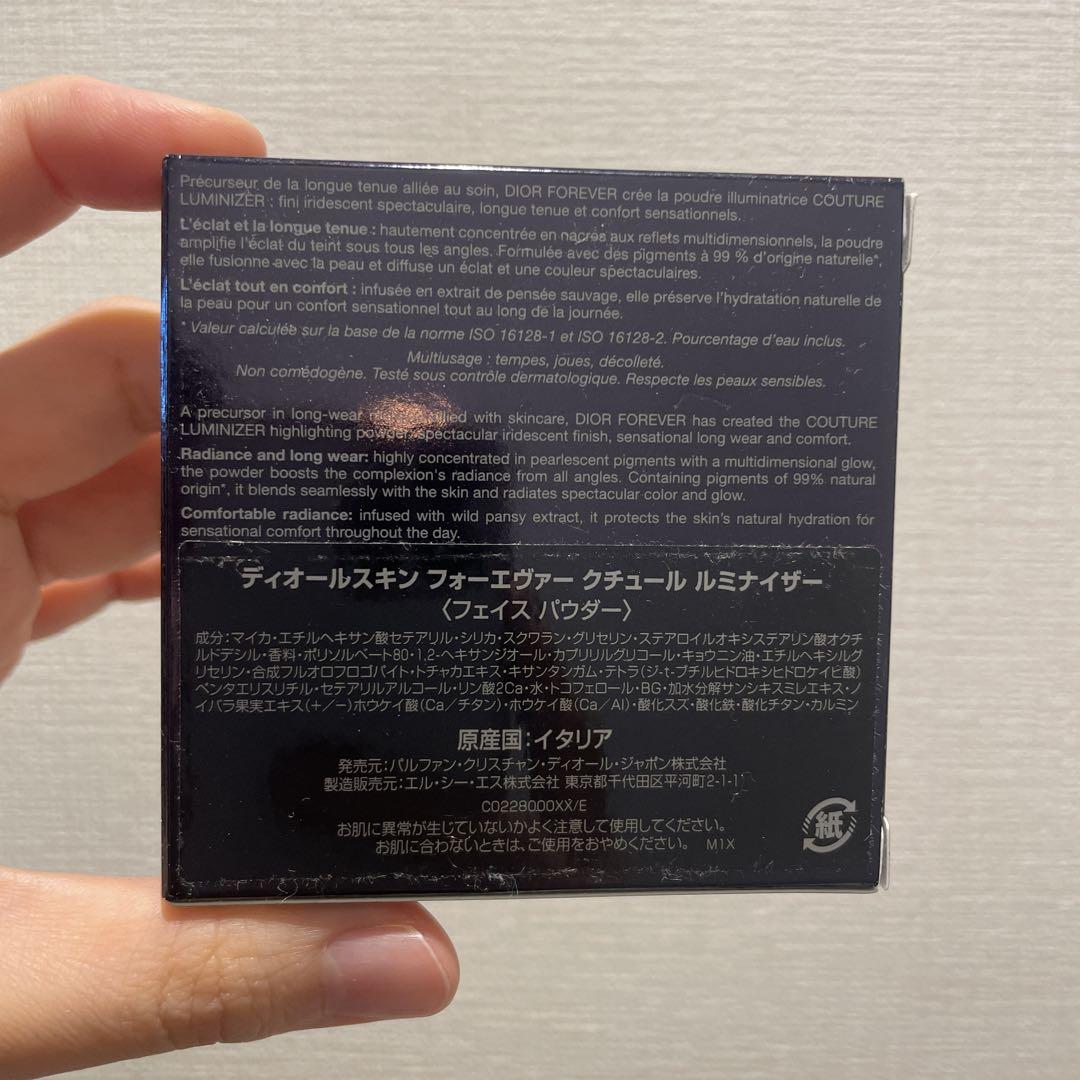 Précurseur de la longue tenue alliée au soin, DIOR FOREVER crée la poudre illuminatrice COUTURE
LUMINIZER : fini iridescent spectaculaire, longue tenue et confort sensationnels.
L'éclat et la longue tenue : hautement concentrée en nacres aux reflets multidimensionnels, la poudre
amplifie l'éclat du teint sous tous les angles. Formulée avec des pigments à 99 % d'origine naturelle*,
elle fusionne avec la peau et diffuse un éclat et une couleur spectaculaires.
L'éclat tout en confort : infusée en extrait de pensée sauvage, elle préserve l'hydratation naturelle de
la peau pour un confort sensationnel tout au long de la journée.
* Valeur calculée sur la base de la norme ISO 16128-1 et ISO 16128-2. Pourcentage d'eau inclus.
Multiusage : tempes, joues, décolleté.
Non comédogène. Testé sous contrôle dermatologique. Respecte les peaux sensibles.
A precursor in long-wear with skincare, DIOR FOREVER has created the COUTURE
LUMINIZER highlighting powder: spectacular iridescent finish, sensational long wear and comfort.
Radiance and long wear: highly concentrated in pearlescent pigments with a multidimensional glow,
the powder boosts the complexion's radiance from all angles. Containing pigments of 99% natural
origin*, it blends seamlessly with the skin and radiates spectacular color and glow.
Comfortable radiance: infused with wild pansy extract, it protects the skin's natural hydration for
sensational comfort throughout the day.
ディオールスキン フォーエヴァー クチュール ルミナイザー
〈フェイス パウダー〉
成分：マイカ・エチルヘキサン酸セテアリル・シリカ・スクワラン・グリセリン・ステアロイルオキシステアリン酸オクチ
ルドデシル・香料・ポリソルベート80・1,2-ヘキサンジオール・カプリリルグリコール・キョウニン油・エチルヘキシルグ
リセリン・合成フルオロフロゴパイト・トチャカエキス・キサンタンガム・テトラ(ジ-t-ブチルヒドロキシヒドロケイヒ酸)
ペンタエリスリチル・セテアリルアルコール・リン酸2Ca・水・トコフェロール・BG・加水分解サンシキスミレエキス・ノ
イバラ果実エキス(+/−)ホウケイ酸(Ca/チタン)・ホウケイ酸(Ca/Al)・酸化スズ・酸化鉄・酸化チタン・カルミン
原産国：イタリア
発売元：パルファン・クリスチャン・ディオール・ジャポン株式会社
製造販売元：エル・シー・エス株式会社 東京都千代田区平河町2-1-1
C0228000XX/E
お肌に異常が生じていないかよく注意して使用してください。
お肌に合わないときは、ご使用をおやめください。 M1X
紙